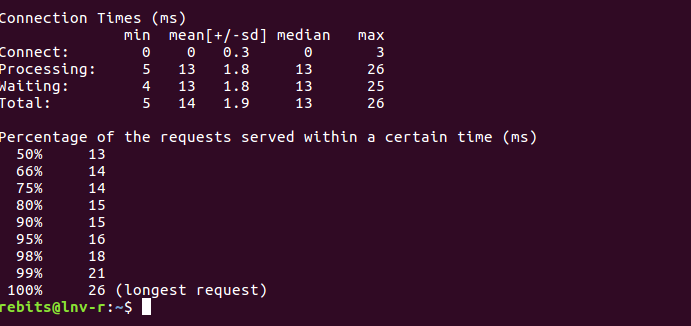 Connection Times (ms)
              min  mean[+/-sd] median   max
Connect:        0    0   0.3      0       3
Processing:     5   13   1.8     13      26
Waiting:        4   13   1.8     13      25
Total:          5   14   1.9     13      26
Percentage of the requests served within a certain time (ms)
  50%     13
  66%     14
  75%     14
  80%     15
  90%     15
  95%     16
  98%     18
  99%     21
 100%     26 (longest request)
rebits@lnv-r:~$